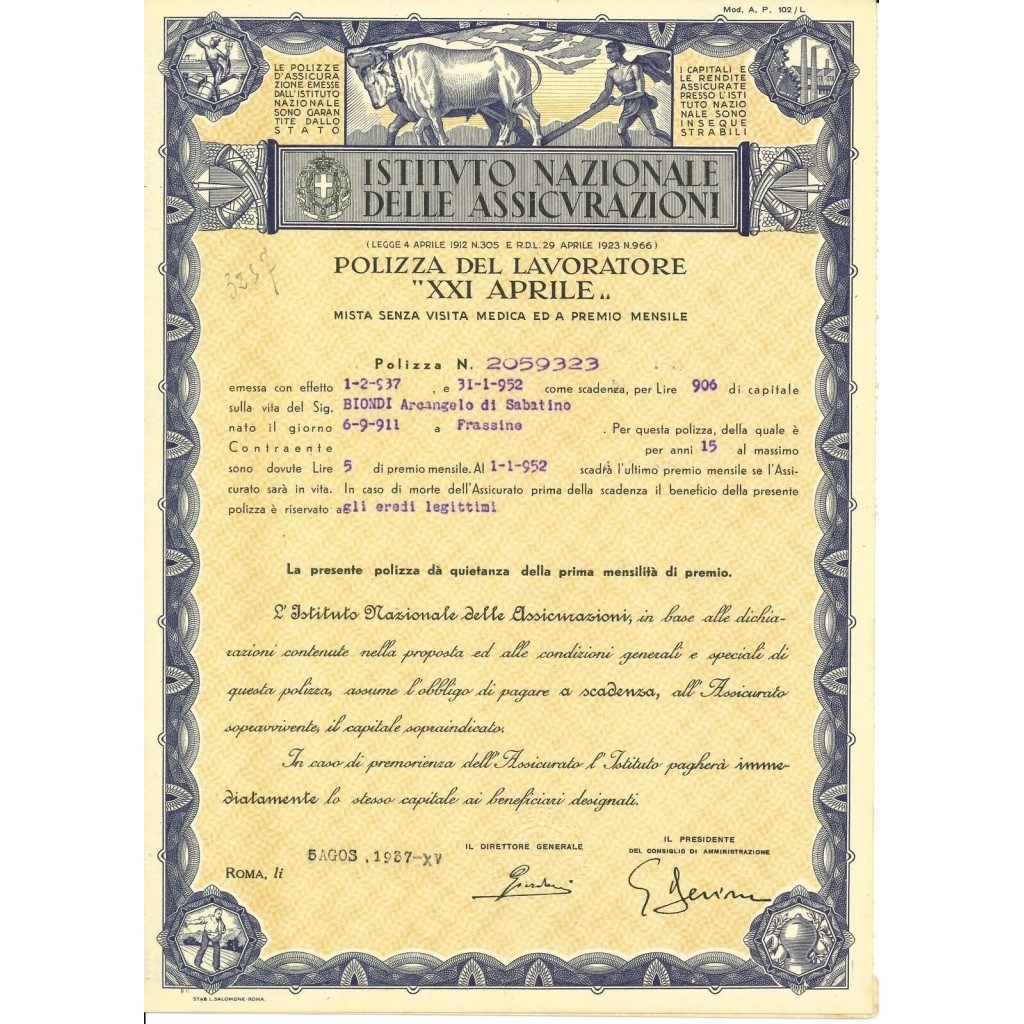 Mod. A. P. 102/L
LE POLIZZE
D'ASSICURA
ZIONE EMESSE
DALL'ISTITUTO
NAZIONALE
SONO GARAN
TITE DALLO
STATO
I CAPITALI E
LE RENDITE
ASSICURATE
PRESSO L'ISTI
TUTO NAZIO
NALE SONO
INSEQUE
STRABILI
ISTITVTO NAZIONALE
DELLE ASSICVRAZIONI
(LEGGE 4 APRILE 1912 N.305 E R.D.L. 29 APRILE 1923 N.966)
3257
POLIZZA DEL LAVORATORE
"XXI APRILE"
MISTA SENZA VISITA MEDICA ED A PREMIO MENSILE
Polizza N. 2059323
emessa con effetto 1-2-937 , e 31-1-952 come scadenza, per Lire 906 di capitale
sulla vita del Sig. BIONDI Arcangelo di Sabatino
nato il giorno 6-9-911 a Frassine . Per questa polizza, della quale è
Contraente per anni 15 al massimo
sono dovute Lire 5 di premio mensile. Al 1-1-952 scadrà l'ultimo premio mensile se l'Assi-
curato sarà in vita. In caso di morte dell'Assicurato prima della scadenza il beneficio della presente
polizza è riservato agli eredi legittimi
La presente polizza dà quietanza della prima mensilità di premio.
L'Istituto Nazionale delle Assicurazioni, in base alle dichia-
razioni contenute nella proposta ed alle condizioni generali e speciali di
questa polizza, assume l'obbligo di pagare a scadenza, all'Assicurato
sopravvivente, il capitale sopraindicato.
In caso di premorienza dell'Assicurato l'Istituto pagherà imme-
diatamente lo stesso capitale ai beneficiari designati.
ROMA, li 5 AGOS. 1937-XV
IL DIRETTORE GENERALE
IL PRESIDENTE
DEL CONSIGLIO DI AMMINISTRAZIONE
STAB L. SALOMONE-ROMA